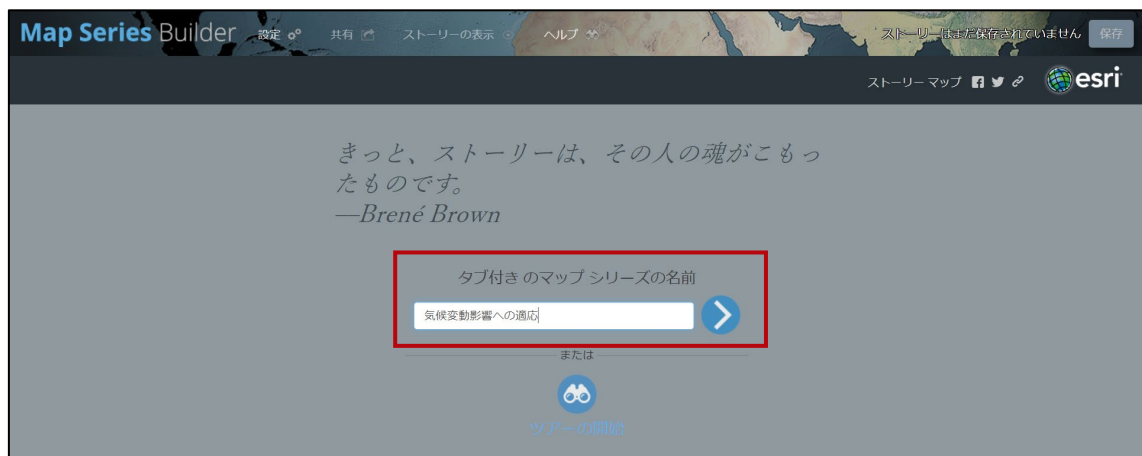 Map Series Builder 設定 共有 ストーリーの表示 ヘルプ ストーリーはまだ保存されていません 保存
ストーリー マップ esri
きっと、ストーリーは、その人の魂がこもっ
たものです。
—Brené Brown
タブ付き のマップ シリーズの名前
気候変動影響への適応
または
ツアーの開始